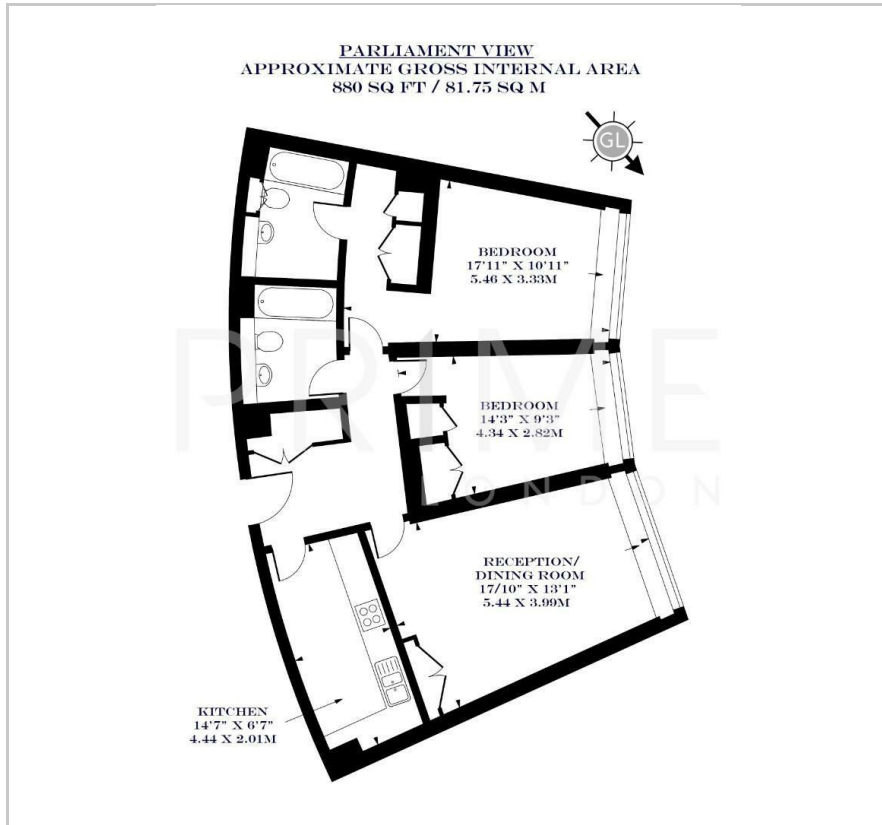 PARLIAMENT VIEW
APPROXIMATE GROSS INTERNAL AREA
880 SQ FT / 81.75 SQ M
GL
BEDROOM
17'11" X 10'11"
5.46 X 3.33M
PRIME
LONDON
BEDROOM
14'3" X 9'3"
4.34 X 2.82M
RECEPTION/
DINING ROOM
17/10" X 13'1"
5.44 X 3.99M
KITCHEN
14'7" X 6'7"
4.44 X 2.01M